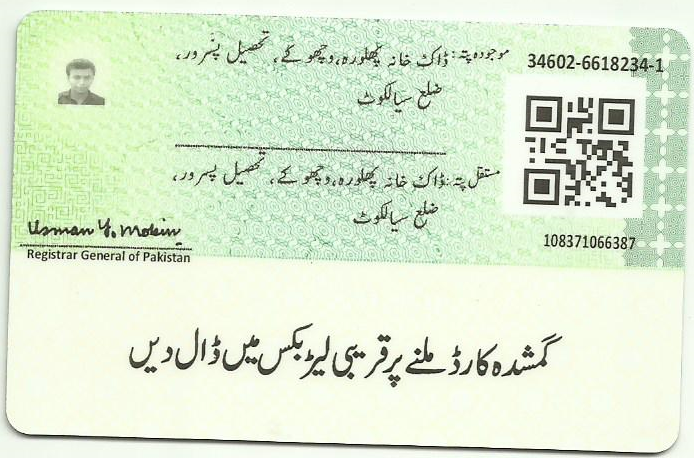 موجودہ پتہ: ڈاک خانہ پھلورہ، وچھوکے، تحصیل پسرور،
ضلع سیالکوٹ
34602-6618234-1
مستقل پتہ: ڈاک خانہ پھلورہ، وچھوکے، تحصیل پسرور،
ضلع سیالکوٹ
108371066387
Usman Y. Mobin
Registrar General of Pakistan
گمشدہ کارڈ ملنے پر قریبی لیٹر بکس میں ڈال دیں